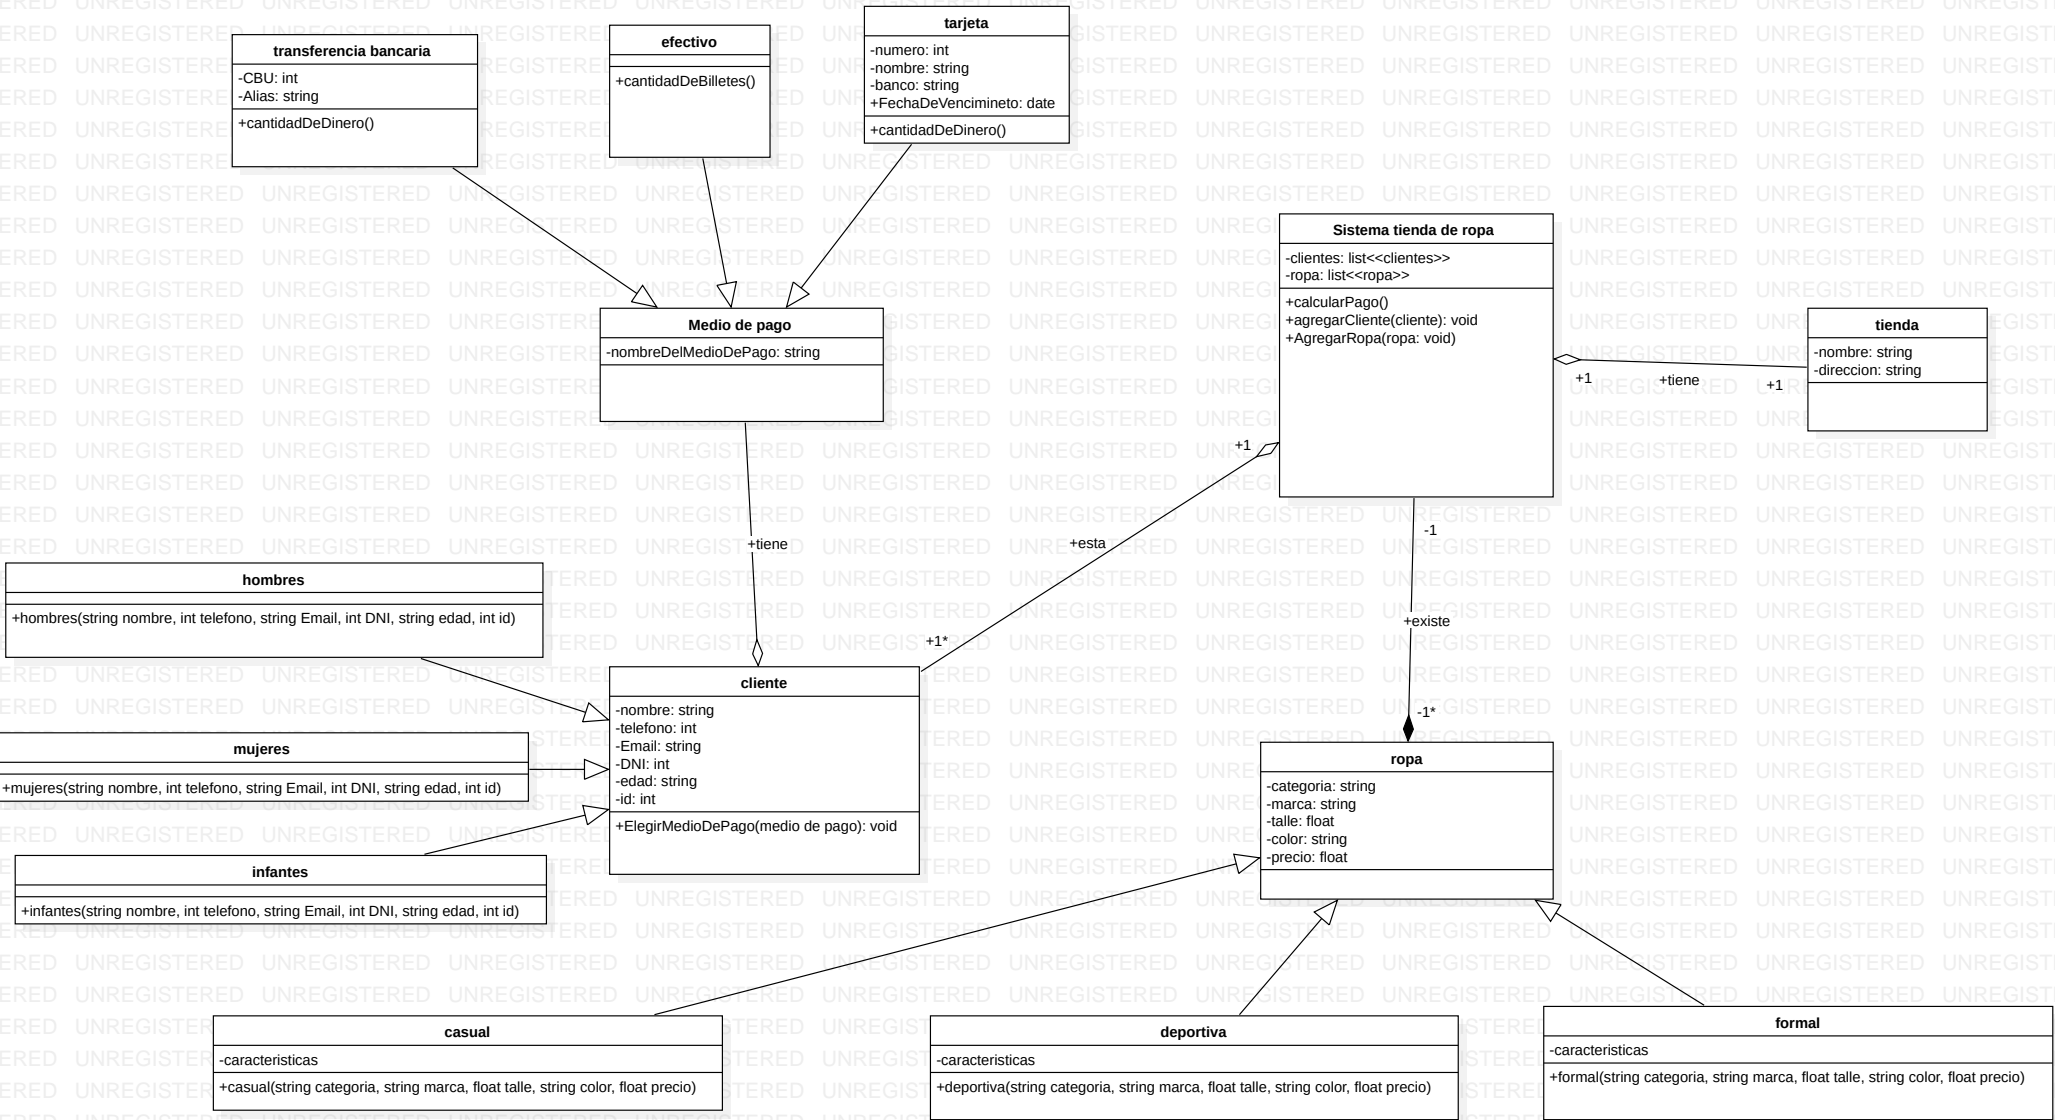 transferencia bancaria
-CBU: int
-Alias: string
+cantidadDeDinero()
efectivo
+cantidadDeBilletes()
tarjeta
-numero: int
-nombre: string
-banco: string
+FechaDeVencimineto: date
+cantidadDeDinero()
Medio de pago
-nombreDelMedioDePago: string
Sistema tienda de ropa
-clientes: list<<clientes>>
-ropa: list<<ropa>>
+calcularPago()
+agregarCliente(cliente): void
+AgregarRopa(ropa: void)
tienda
-nombre: string
-direccion: string
+1
+tiene
+1
+1
+esta
+1*
+tiene
-1
+existe
-1*
hombres
+hombres(string nombre, int telefono, string Email, int DNI, string edad, int id)
mujeres
+mujeres(string nombre, int telefono, string Email, int DNI, string edad, int id)
infantes
+infantes(string nombre, int telefono, string Email, int DNI, string edad, int id)
cliente
-nombre: string
-telefono: int
-Email: string
-DNI: int
-edad: string
-id: int
+ElegirMedioDePago(medio de pago): void
ropa
-categoria: string
-marca: string
-talle: float
-color: string
-precio: float
casual
-caracteristicas
+casual(string categoria, string marca, float talle, string color, float precio)
deportiva
-caracteristicas
+deportiva(string categoria, string marca, float talle, string color, float precio)
formal
-caracteristicas
+formal(string categoria, string marca, float talle, string color, float precio)
UNREGISTERED